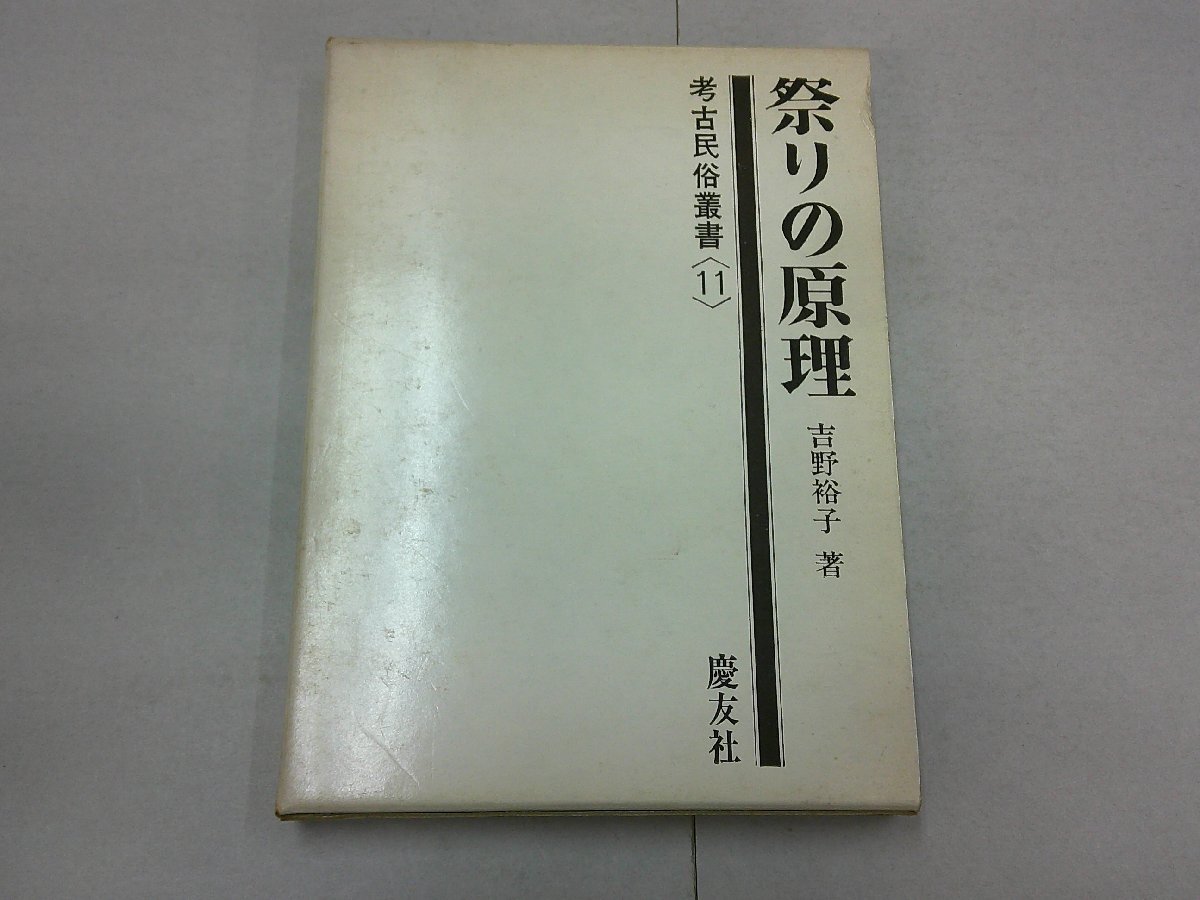 祭りの原理
吉野裕子 著
考古民俗叢書〈11〉
慶友社